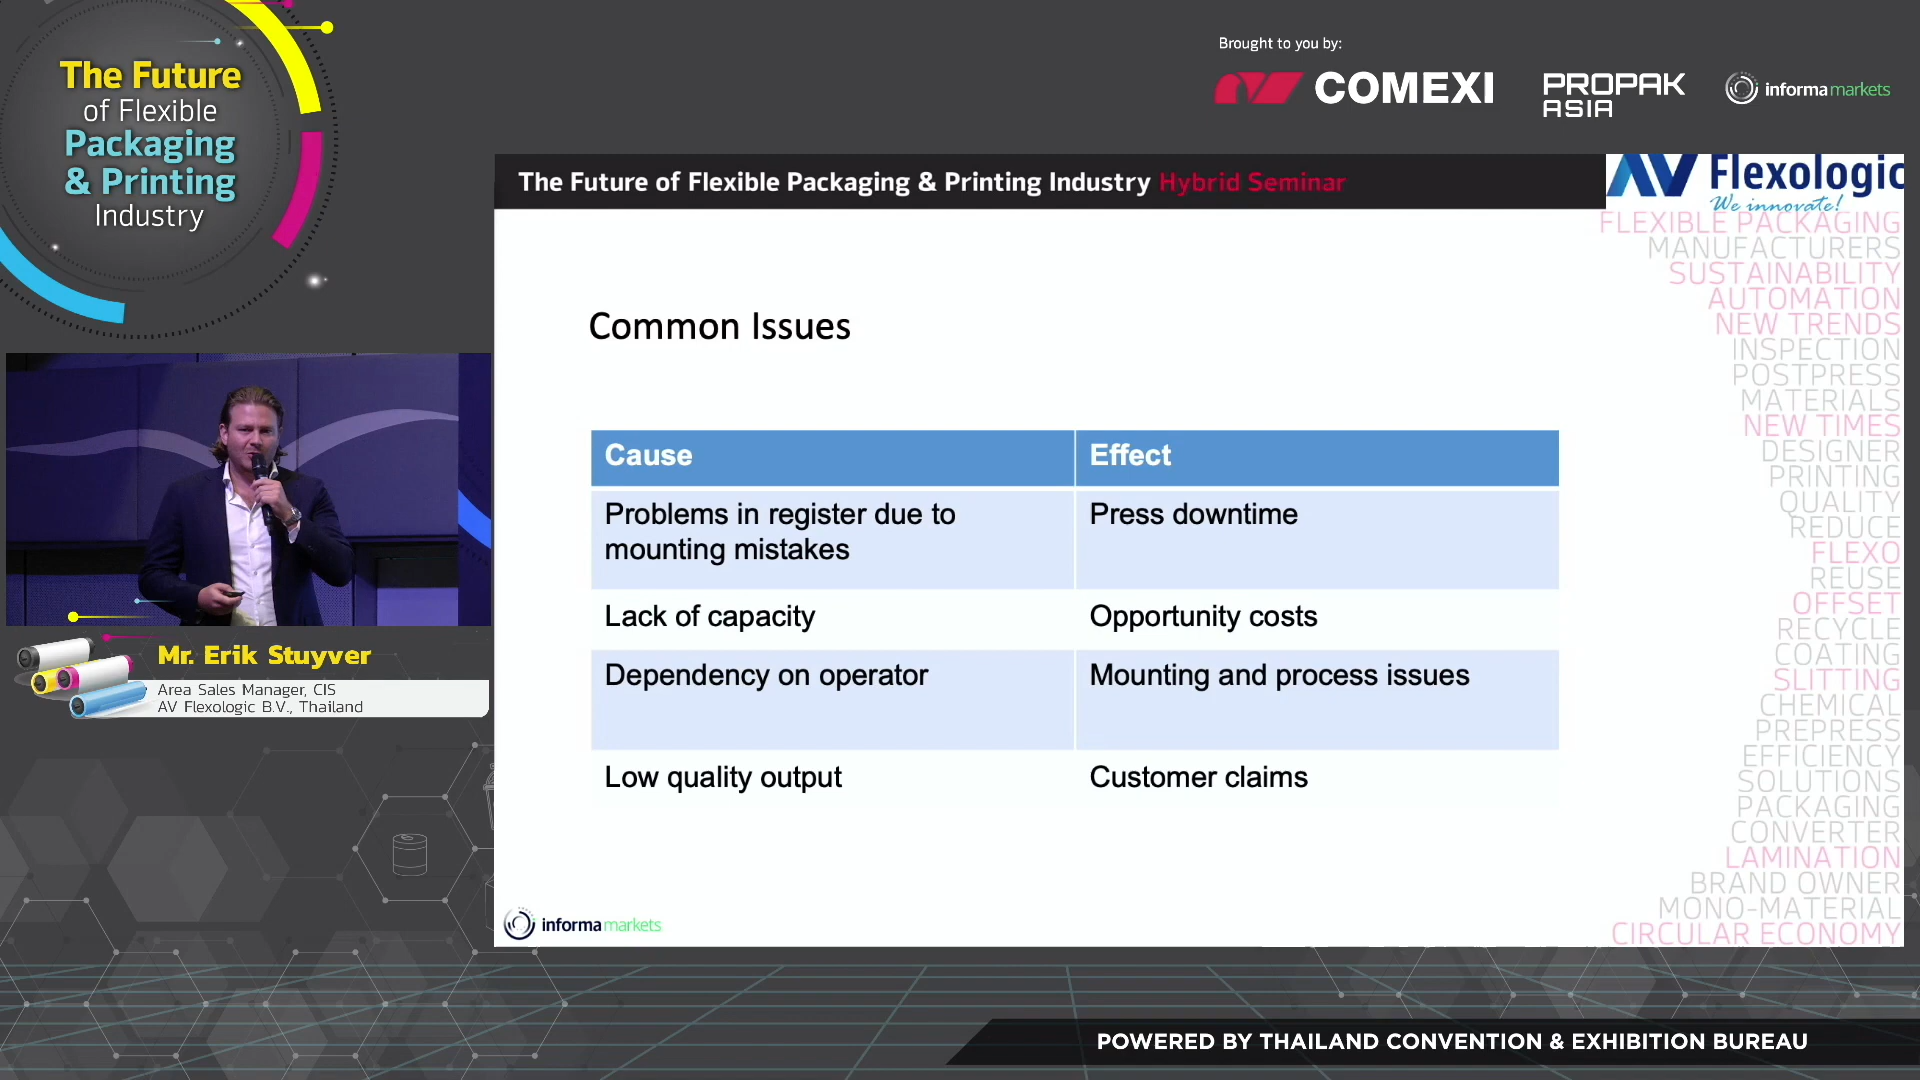 The Future
of Flexible
Packaging
& Printing
Industry
Brought to you by:
COMEXI
PROPAK
ASIA
informa markets
The Future of Flexible Packaging & Printing Industry Hybrid Seminar
AV Flexologic
We innovate!
Common Issues
Cause
Effect
Problems in register due to
mounting mistakes
Press downtime
Lack of capacity
Opportunity costs
Dependency on operator
Mounting and process issues
Low quality output
Customer claims
FLEXIBLE PACKAGING
MANUFACTURERS
SUSTAINABILITY
AUTOMATION
NEW TRENDS
INSPECTION
POSTPRESS
MATERIALS
NEW TIMES
DESIGNER
PRINTING
QUALITY
REDUCE
FLEXO
REUSE
OFFSET
RECYCLE
COATING
SLITTING
CHEMICAL
PREPRESS
EFFICIENCY
SOLUTIONS
PACKAGING
CONVERTER
LAMINATION
BRAND OWNER
MONO-MATERIAL
CIRCULAR ECONOMY
informa markets
Mr. Erik Stuyver
Area Sales Manager, CIS
AV Flexologic B.V., Thailand
POWERED BY THAILAND CONVENTION & EXHIBITION BUREAU